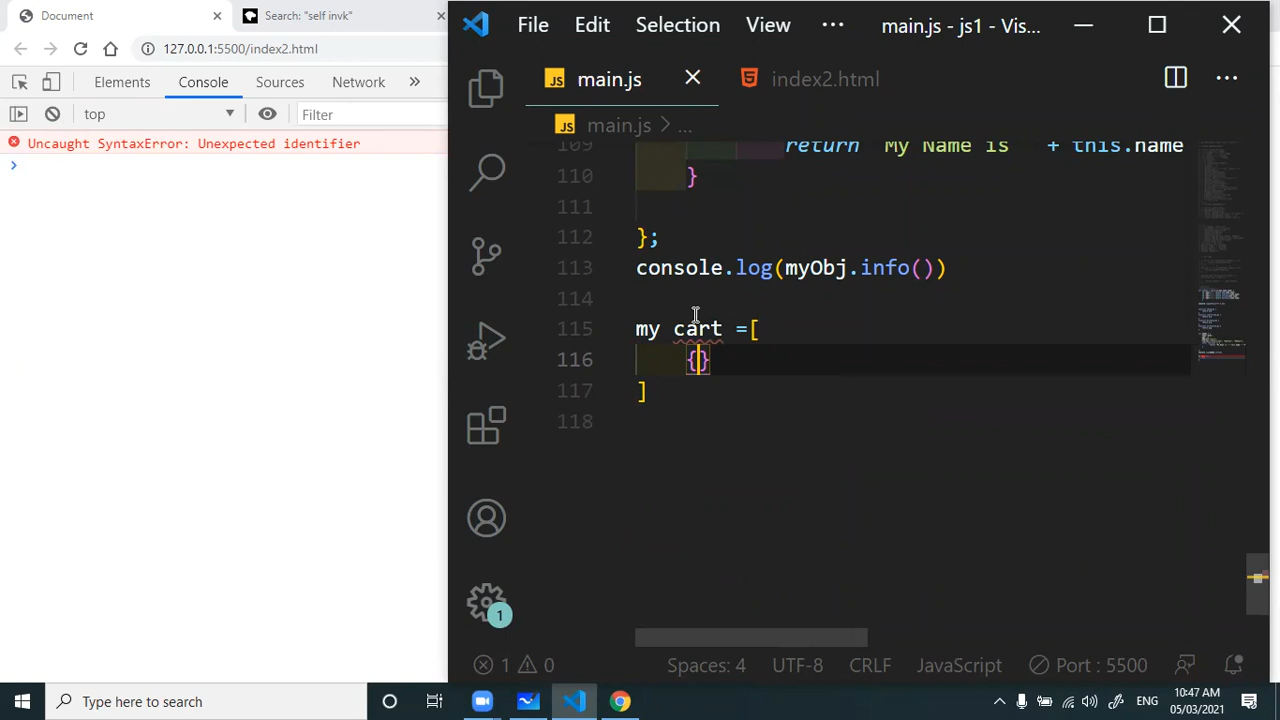 Document
Search: "self invk"
127.0.0.1:5500/index2.html
Elements Console Sources Network
top Filter
Uncaught SyntaxError: Unexpected identifier
File Edit Selection View ··· main.js - js1 - Vis...
JS main.js index2.html
JS main.js > ...
109 return My Name is + this.name
110 }
111
112 };
113 console.log(myObj.info())
114
115 my cart =[
116 {}
117 ]
118
1
1 0 Spaces: 4 UTF-8 CRLF JavaScript Port : 5500
Type here to search ENG 10:47 AM
05/03/2021